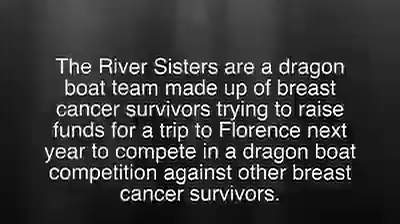 The River Sisters are a dragon
boat team made up of breast
cancer survivors trying to raise
funds for a trip to Florence next
year to compete in a dragon boat
competition against other breast
cancer survivors.